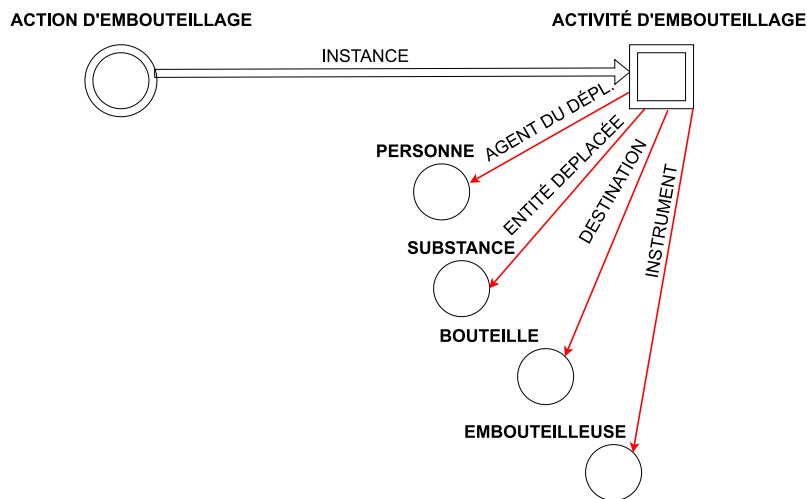 ACTION D'EMBOUTEILLAGE
ACTIVITÉ D'EMBOUTEILLAGE
INSTANCE
AGENT DU DÉPL.
PERSONNE
ENTITÉ DEPLACÉE
DESTINATION
INSTRUMENT
SUBSTANCE
BOUTEILLE
EMBOUTEILLEUSE